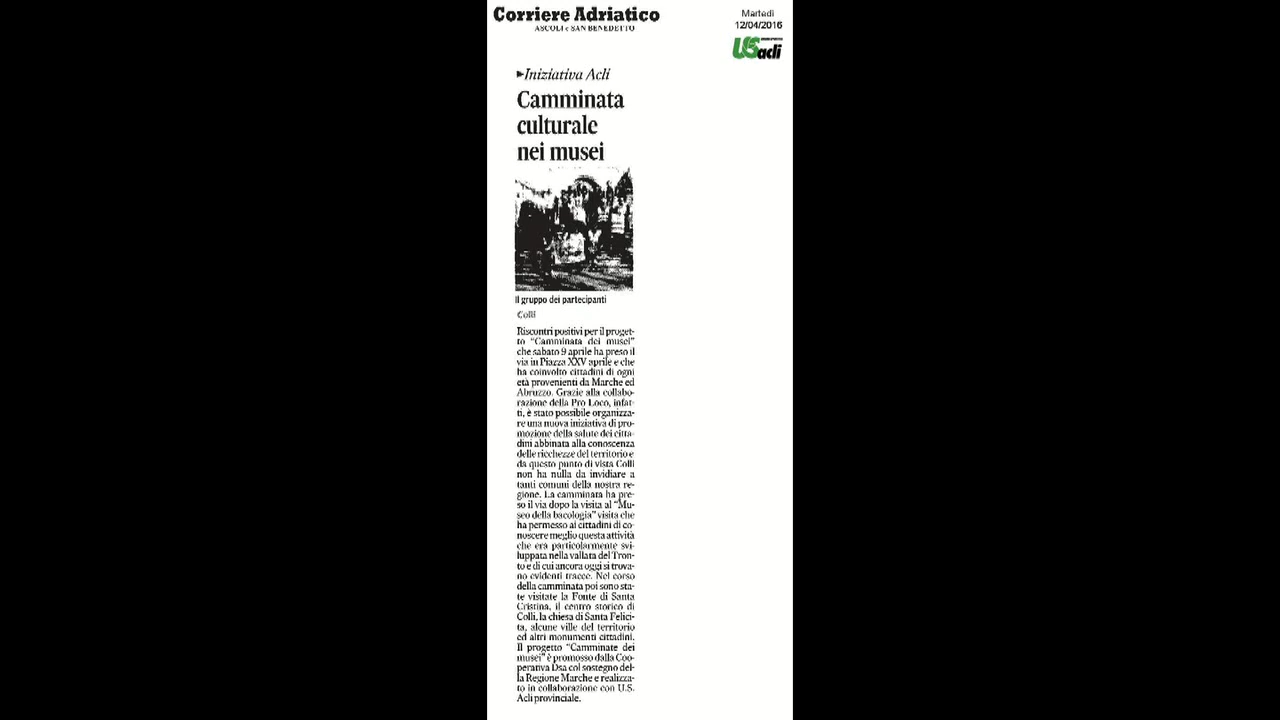 Corriere Adriatico
ASCOLI e SAN BENEDETTO
Martedì
12/04/2016
US acli
Iniziativa Acli
Camminata
culturale
nei musei
Il gruppo dei partecipanti
Colli
Riscontri positivi per il proget-
to “Camminata dei musei”
che sabato 9 aprile ha preso il
via in Piazza XXV aprile e che
ha coinvolto cittadini di ogni
età provenienti da Marche ed
Abruzzo. Grazie alla collabo-
razione della Pro Loco, infat-
ti, è stato possibile organizza-
re una nuova iniziativa di pro-
mozione della salute dei citta-
dini abbinata alla conoscenza
delle ricchezze del territorio e
da questo punto di vista Colli
non ha nulla da invidiare a
tanti comuni della nostra re-
gione. La camminata ha pre-
so il via dopo la visita al “Mu-
seo della bacologia” visita che
ha permesso ai cittadini di co-
noscere meglio questa attività
che era particolarmente svi-
luppata nella vallata del Tron-
to e di cui ancora oggi si trova-
no evidenti tracce. Nel corso
della camminata poi sono sta-
te visitate la Fonte di Santa
Cristina, il centro storico di
Colli, la chiesa di Santa Felici-
ta, alcune ville del territorio
ed altri monumenti cittadini.
Il progetto “Camminate dei
musei” è promosso dalla Coo-
perativa Dsa col sostegno del-
la Regione Marche e realizza-
to in collaborazione con U.S.
Acli provinciale.